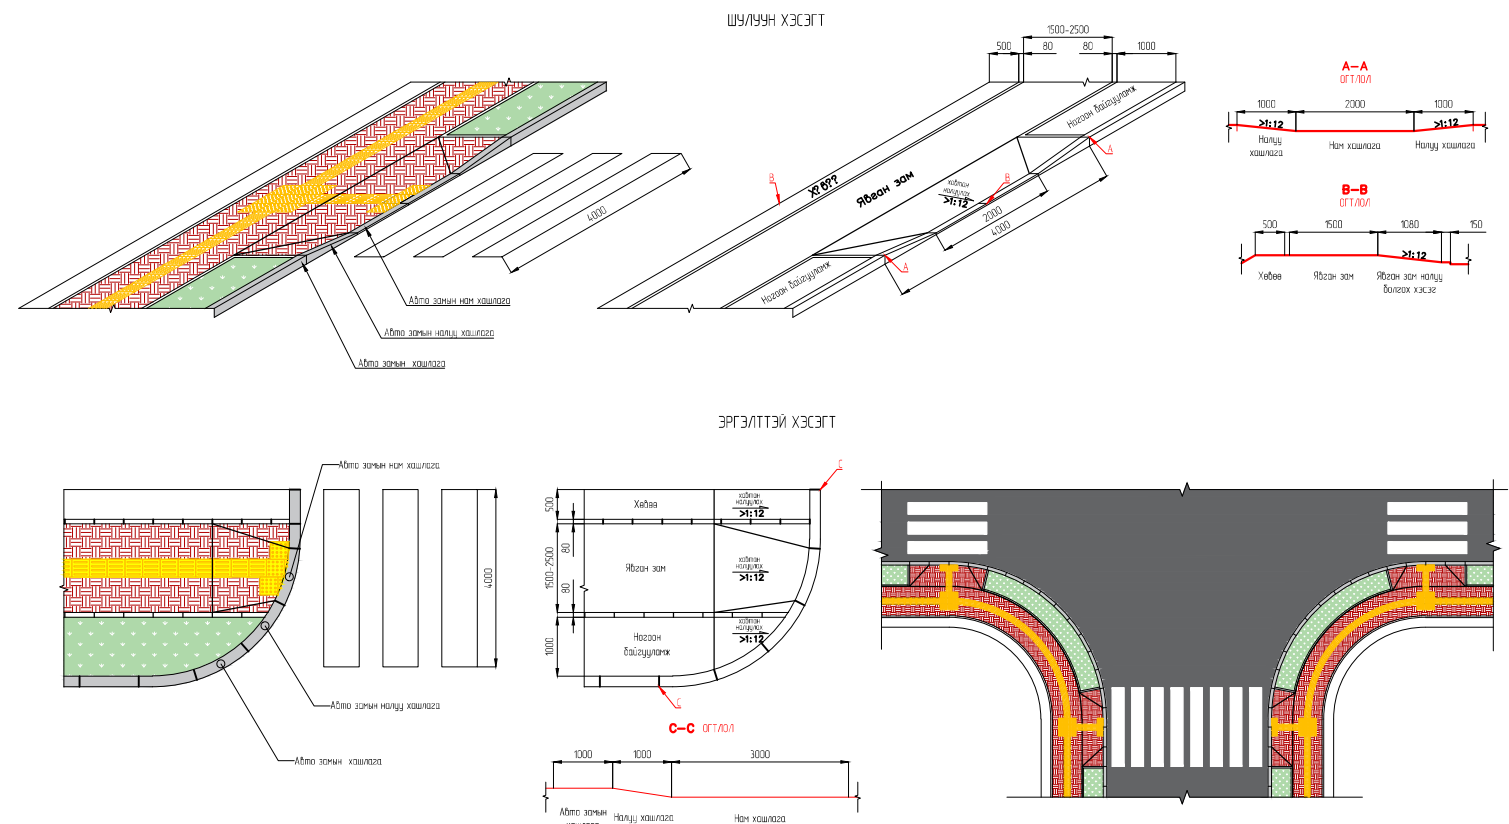 ШУЛУУН ХЭСЭГТ
1500-2500
500
80
80
1000
А-А
ОГТЛОЛ
1000
2000
1000
>1:12
>1:12
Налуу
хашлага
Нам хашлага
Налуу хашлага
В-В
ОГТЛОЛ
500
1500
1080
150
>1:12
Хөвөө
Явган зам
Явган зам налуу
болгох хэсэг
4000
Авто замын нам хашлага
Авто замын налуу хашлага
Авто замын хашлага
Ногоон байгууламж
А
В
Х?в??
Явган зам
хавтан
налуулах
>1:12
В
2000
4000
А
Ногоон байгууламж
ЭРГЭЛТТЭЙ ХЭСЭГТ
Авто замын нам хашлага
4000
Авто замын налуу хашлага
Авто замын хашлага
С
500
Хөвөө
хавтан
налуулах
>1:12
80
1500-2500
Явган зам
хавтан
налуулах
>1:12
80
1000
Ногоон
байгууламж
хавтан
налуулах
>1:12
С
С-С ОГТЛОЛ
1000
1000
3000
Авто замын
хашлага
Налуу хашлага
Нам хашлага